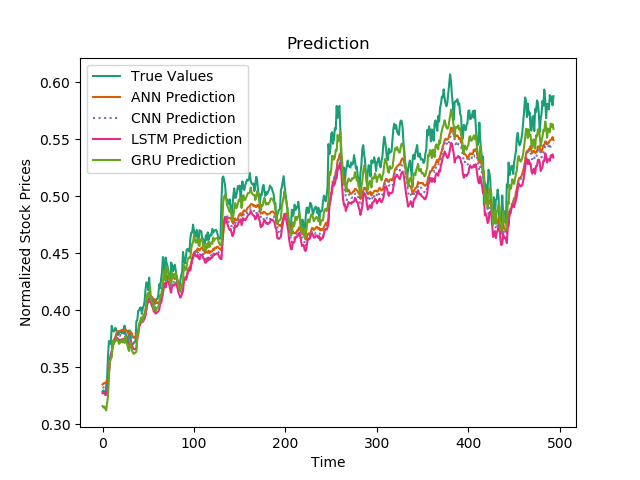 Prediction
True Values
ANN Prediction
CNN Prediction
LSTM Prediction
GRU Prediction
Normalized Stock Prices
0.60
0.55
0.50
0.45
0.40
0.35
0.30
0
100
200
300
400
500
Time